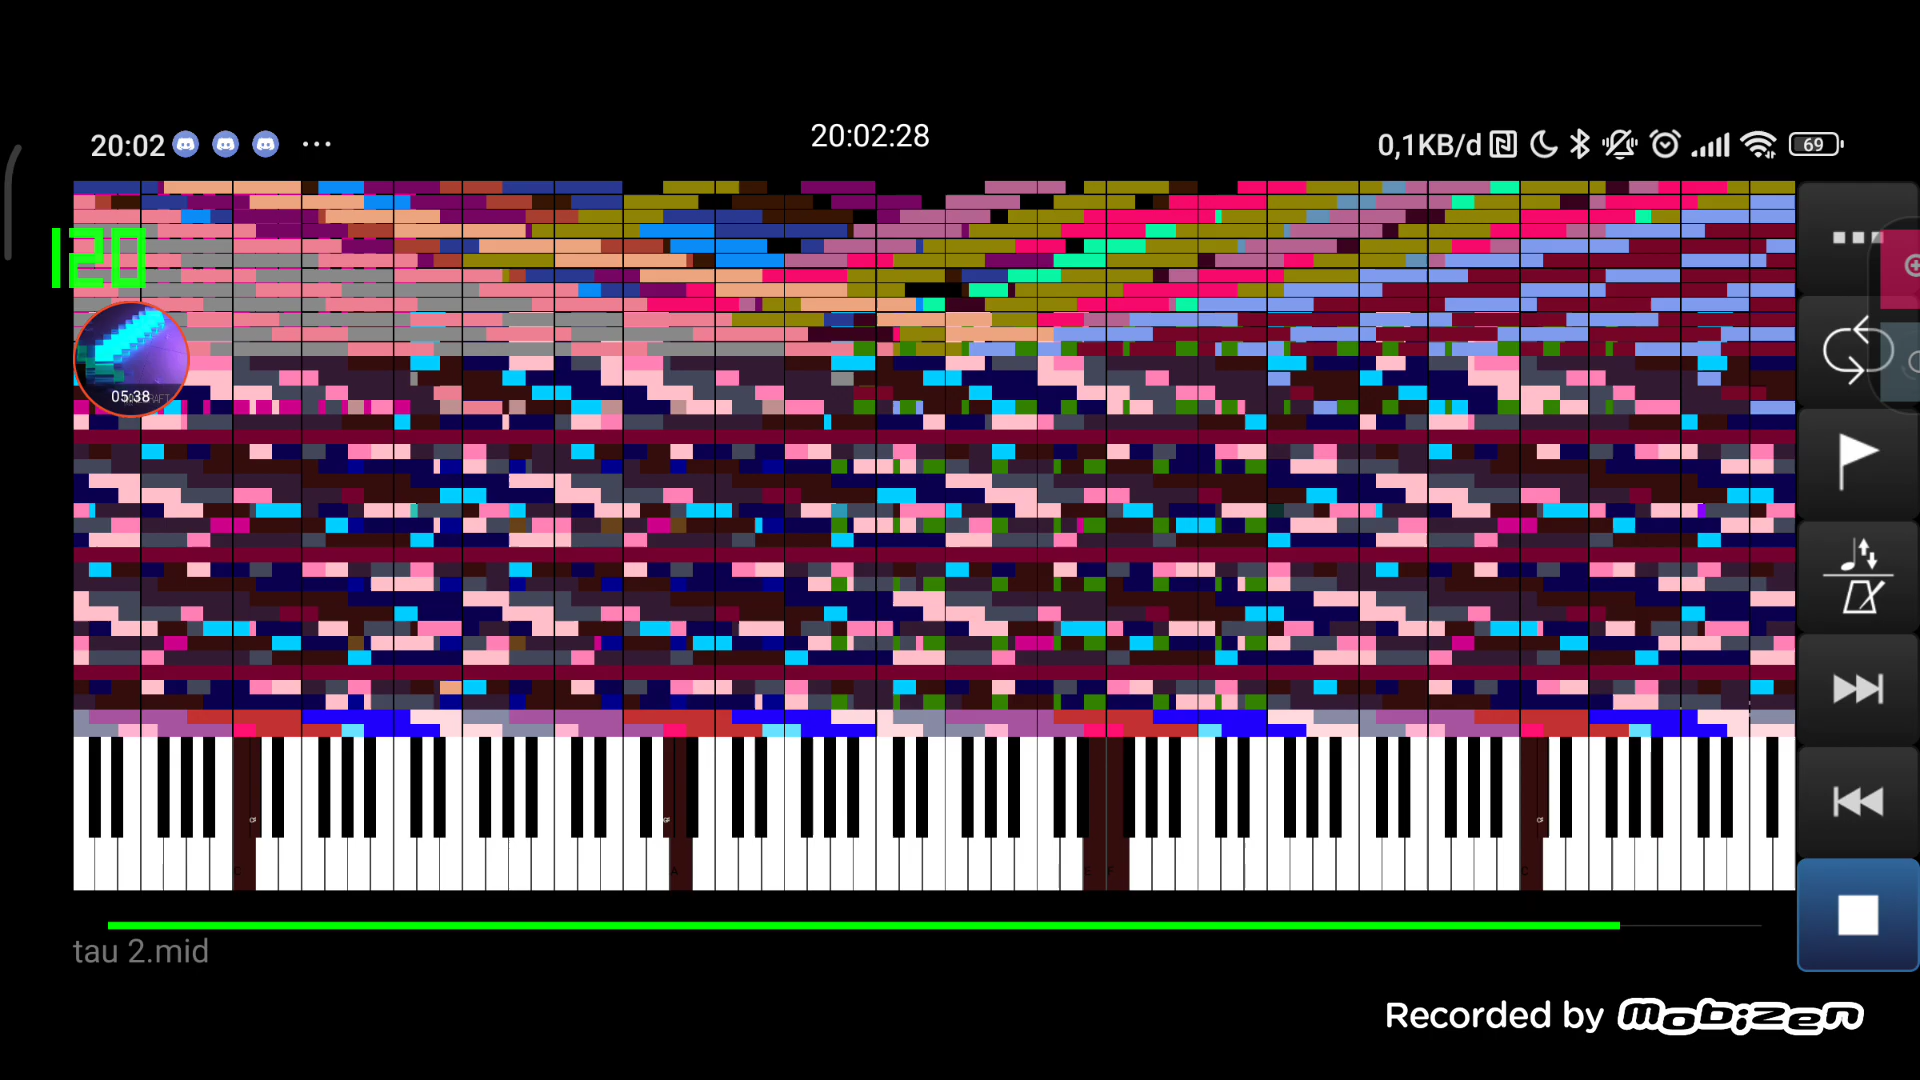 20:02
20:02:28
0,1KB/d
69
120
05:38
tau 2.mid
Recorded by mobizen